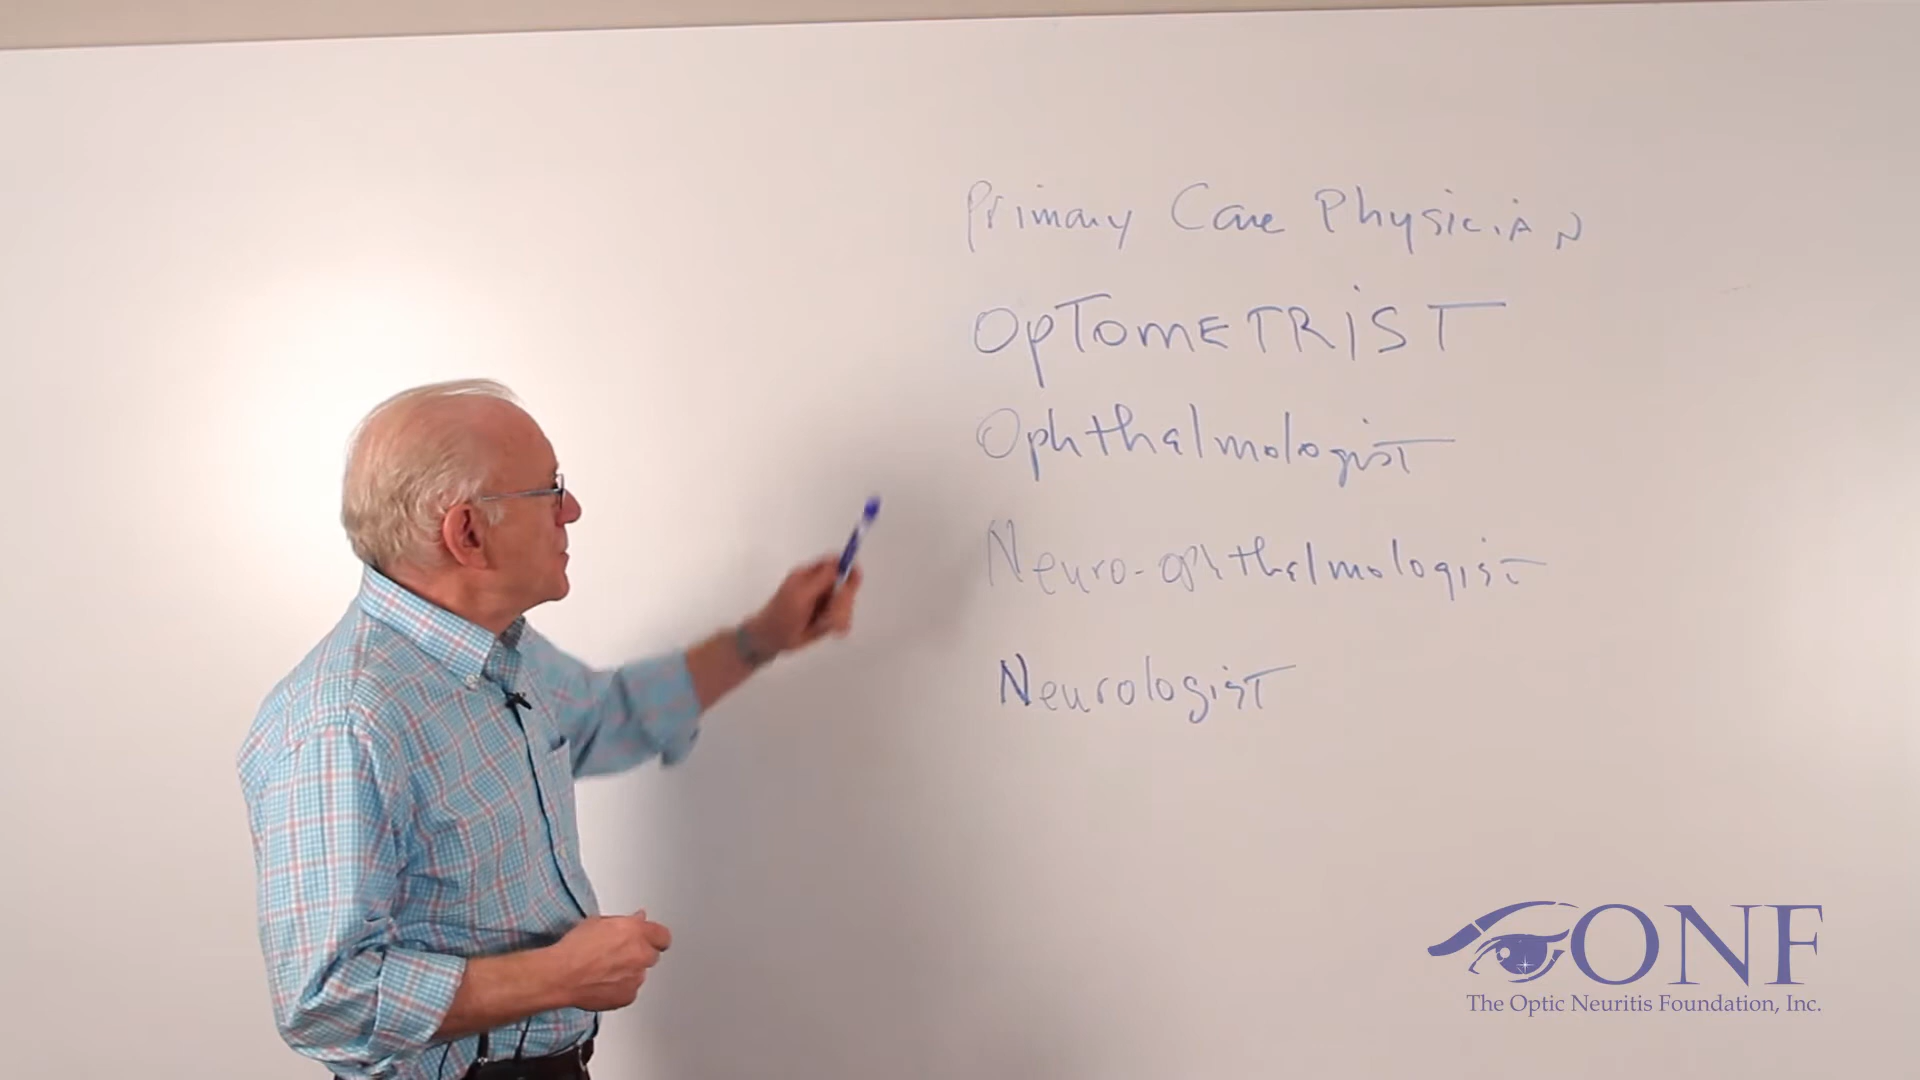 Primary Care Physician
OpTomETRiST
OphthalmologisT
Neuro-ophthalmologist
NeurologisT
ONF
The Optic Neuritis Foundation, Inc.